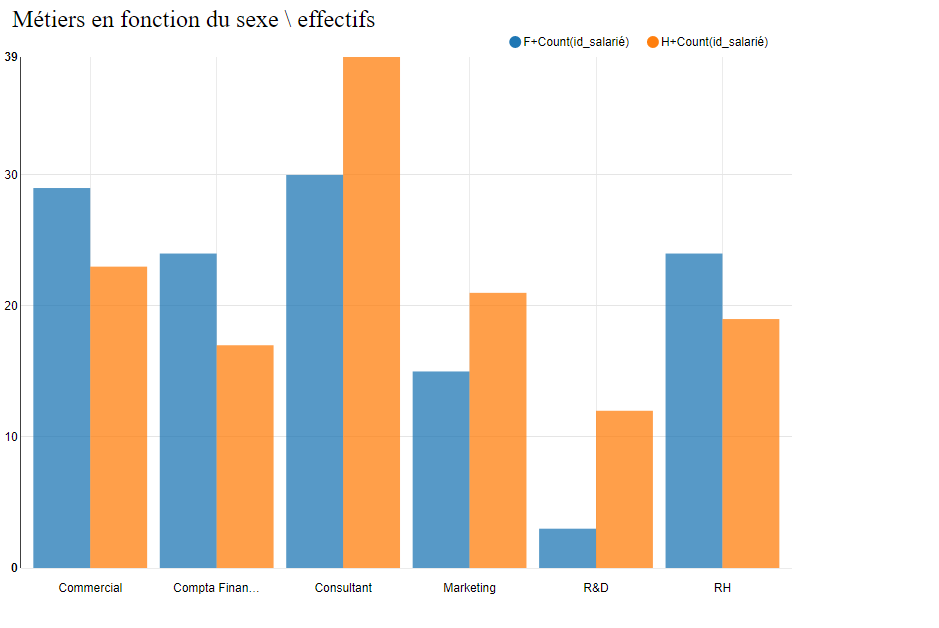 Métiers en fonction du sexe \ effectifs
F+Count(id_salarié) H+Count(id_salarié)
39
30
20
10
0
Commercial Compta Finan... Consultant Marketing R&D RH